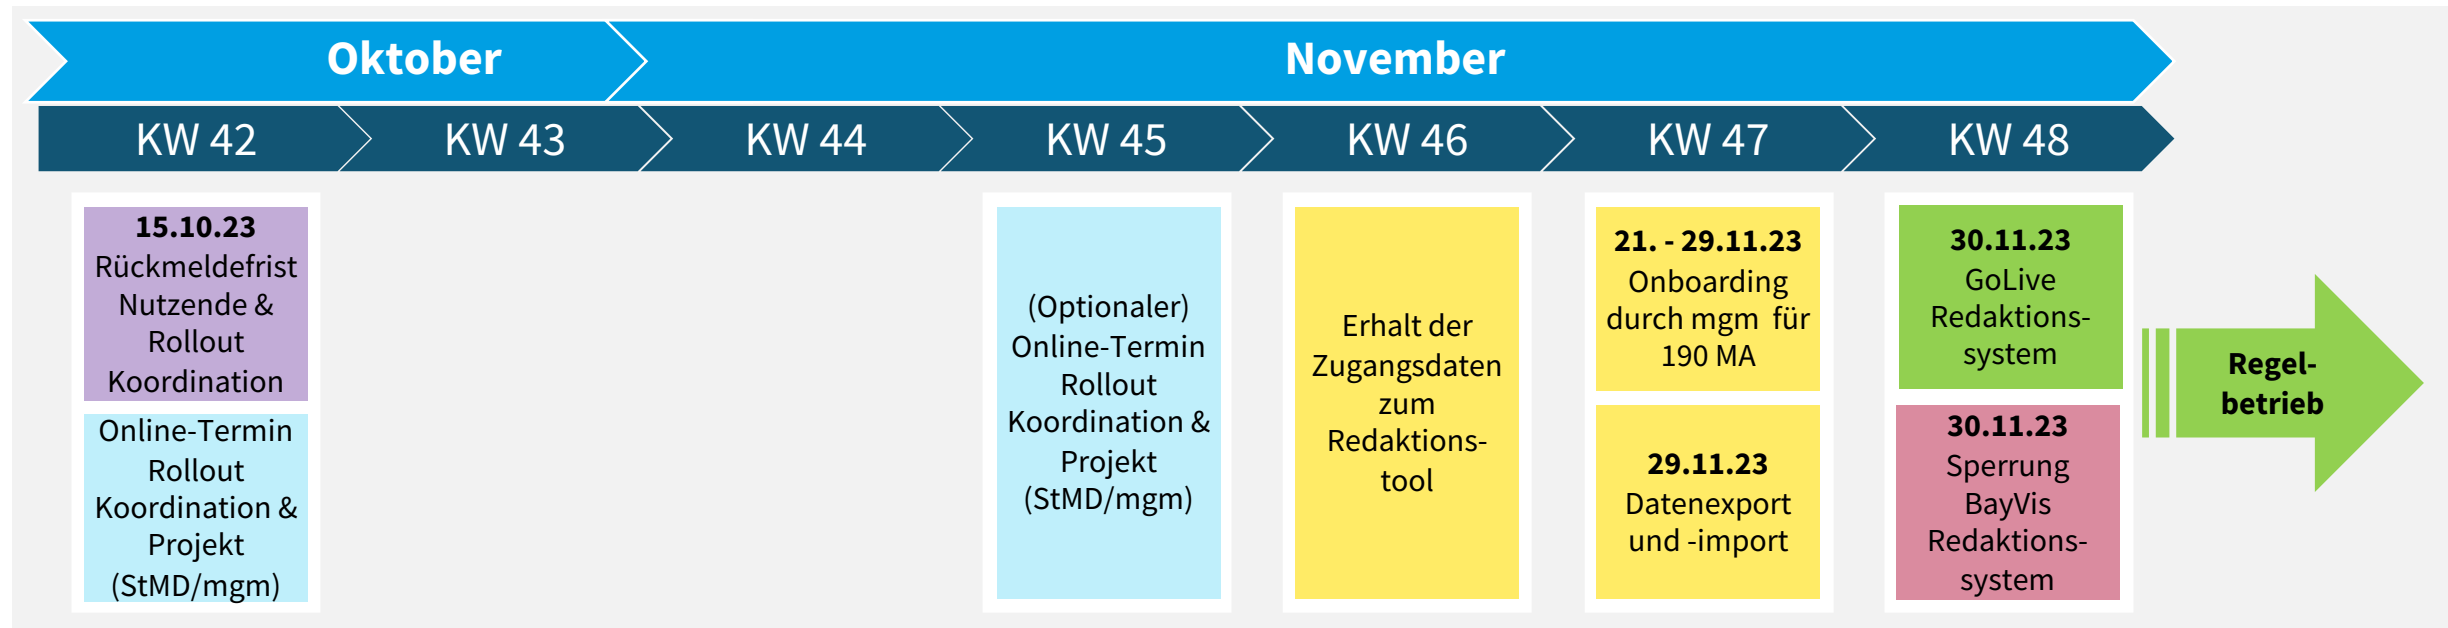 Oktober
November
KW 42
KW 43
KW 44
KW 45
KW 46
KW 47
KW 48
15.10.23
Rückmeldefrist
Nutzende &
Rollout
Koordination
Online-Termin
Rollout
Koordination &
Projekt
(StMD/mgm)
(Optionaler)
Online-Termin
Rollout
Koordination &
Projekt
(StMD/mgm)
Erhalt der
Zugangsdaten
zum
Redaktions-
tool
21. - 29.11.23
Onboarding
durch mgm für
190 MA
29.11.23
Datenexport
und -import
30.11.23
GoLive
Redaktions-
system
30.11.23
Sperrung
BayVis
Redaktions-
system
Regel-
betrieb